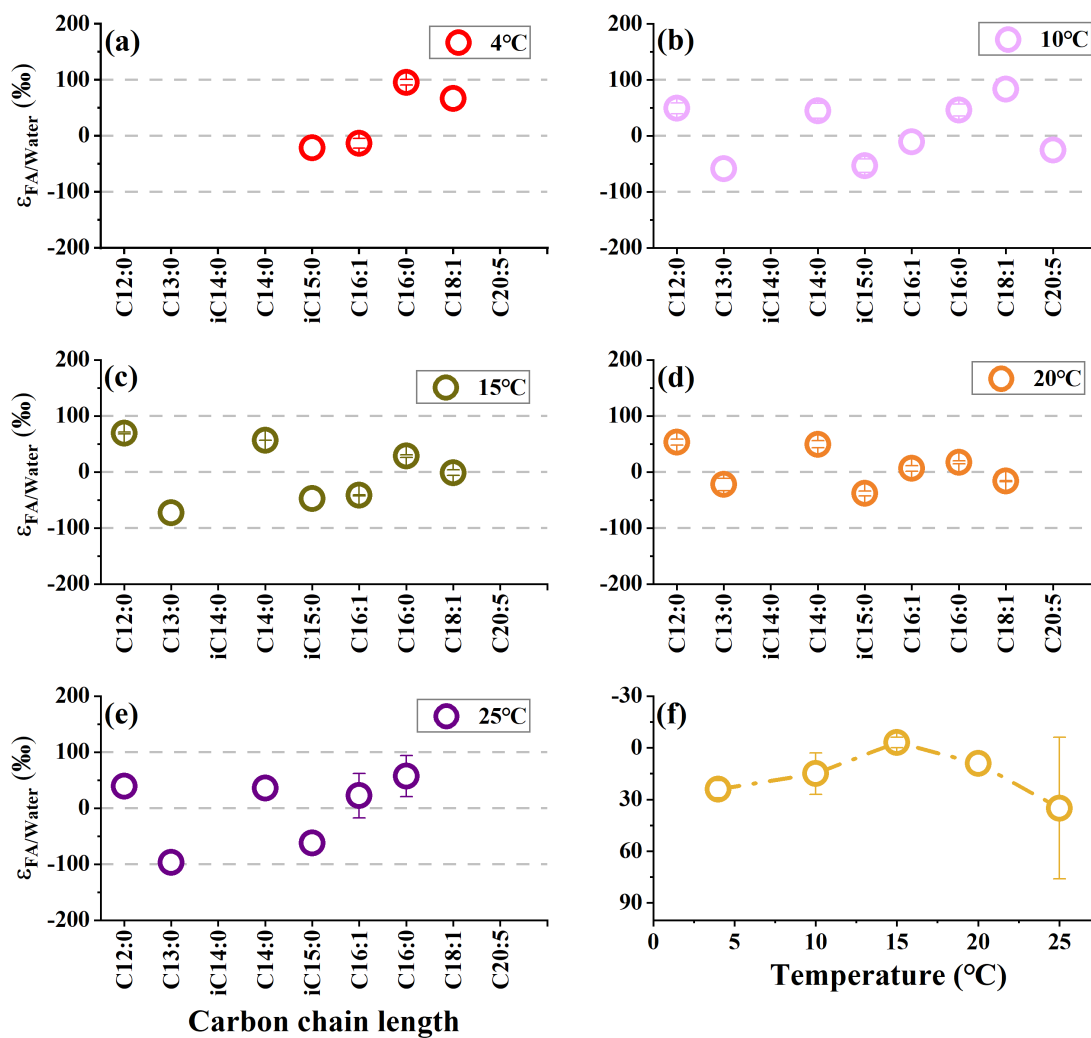 (a)
4℃
200
100
0
-100
-200
ε_FA/Water (‰)
C12:0
C13:0
iC14:0
C14:0
iC15:0
C16:1
C16:0
C18:1
C20:5
(b)
10℃
200
100
0
-100
-200
C12:0
C13:0
iC14:0
C14:0
iC15:0
C16:1
C16:0
C18:1
C20:5
(c)
15℃
200
100
0
-100
-200
ε_FA/Water (‰)
C12:0
C13:0
iC14:0
C14:0
iC15:0
C16:1
C16:0
C18:1
C20:5
(d)
20℃
200
100
0
-100
-200
C12:0
C13:0
iC14:0
C14:0
iC15:0
C16:1
C16:0
C18:1
C20:5
(e)
25℃
200
100
0
-100
-200
ε_FA/Water (‰)
C12:0
C13:0
iC14:0
C14:0
iC15:0
C16:1
C16:0
C18:1
C20:5
Carbon chain length
(f)
-30
0
30
60
90
0
5
10
15
20
25
Temperature (℃)